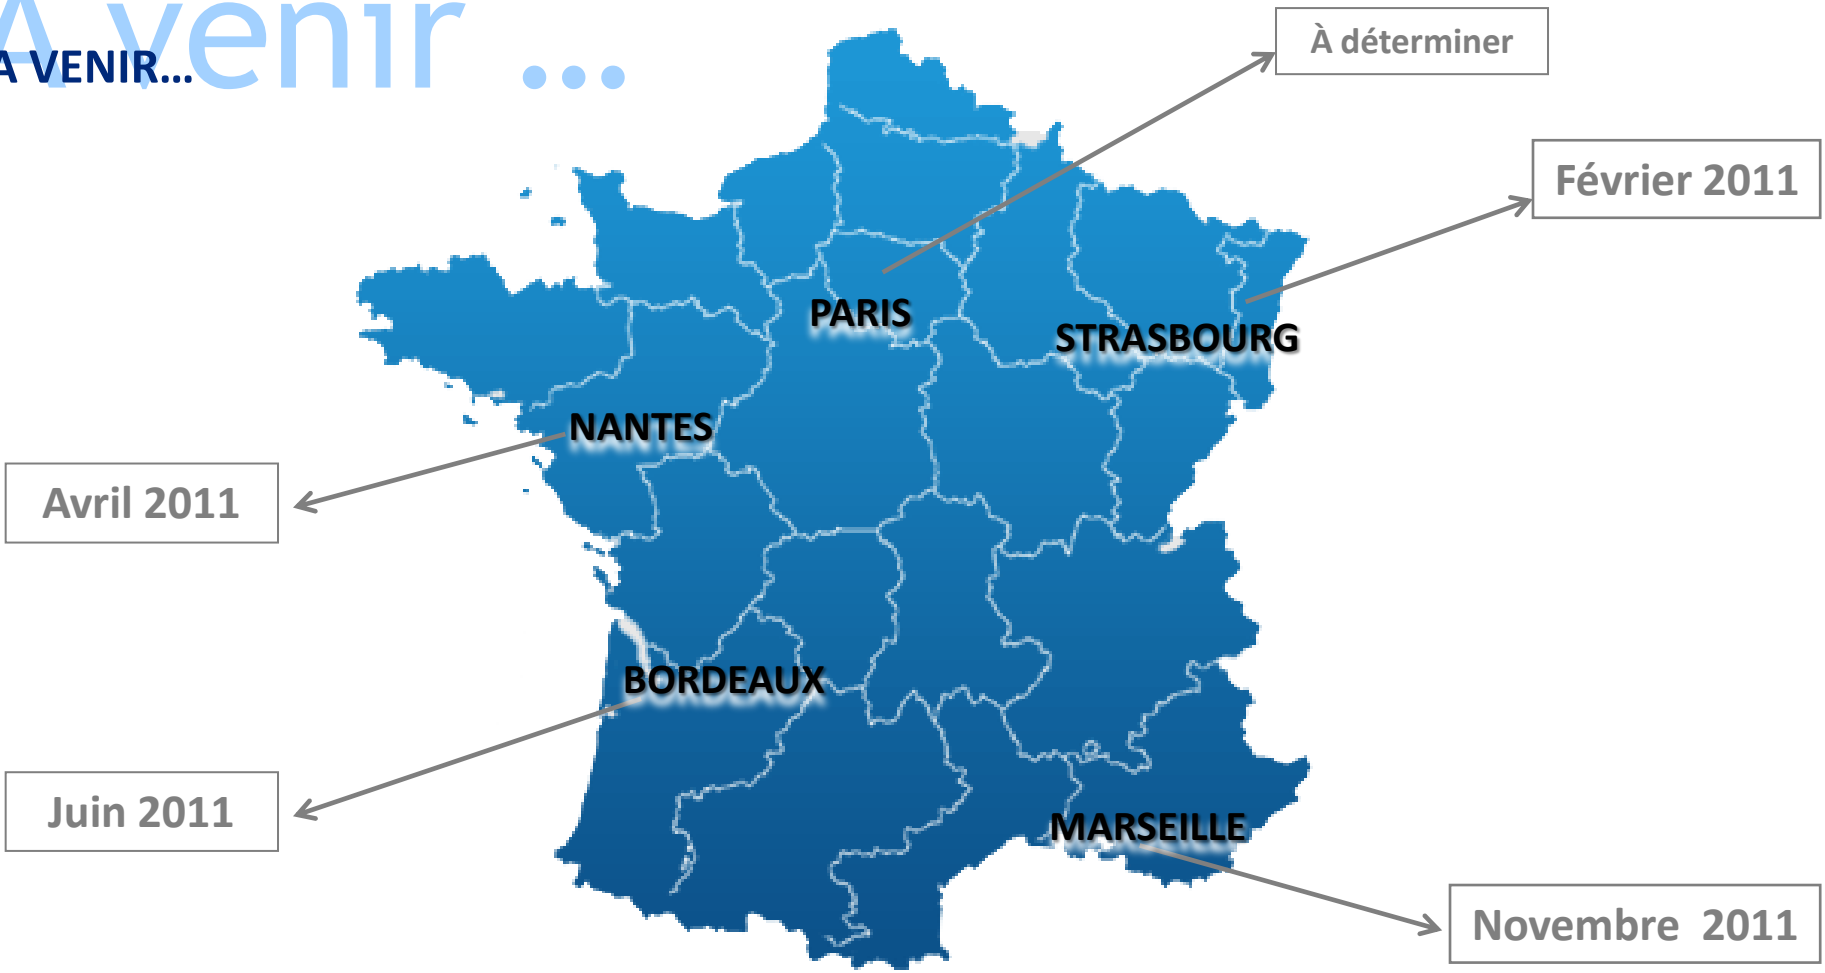 A venir ...
A VENIR...
À déterminer
Février 2011
PARIS
STRASBOURG
NANTES
Avril 2011
BORDEAUX
Juin 2011
MARSEILLE
Novembre 2011